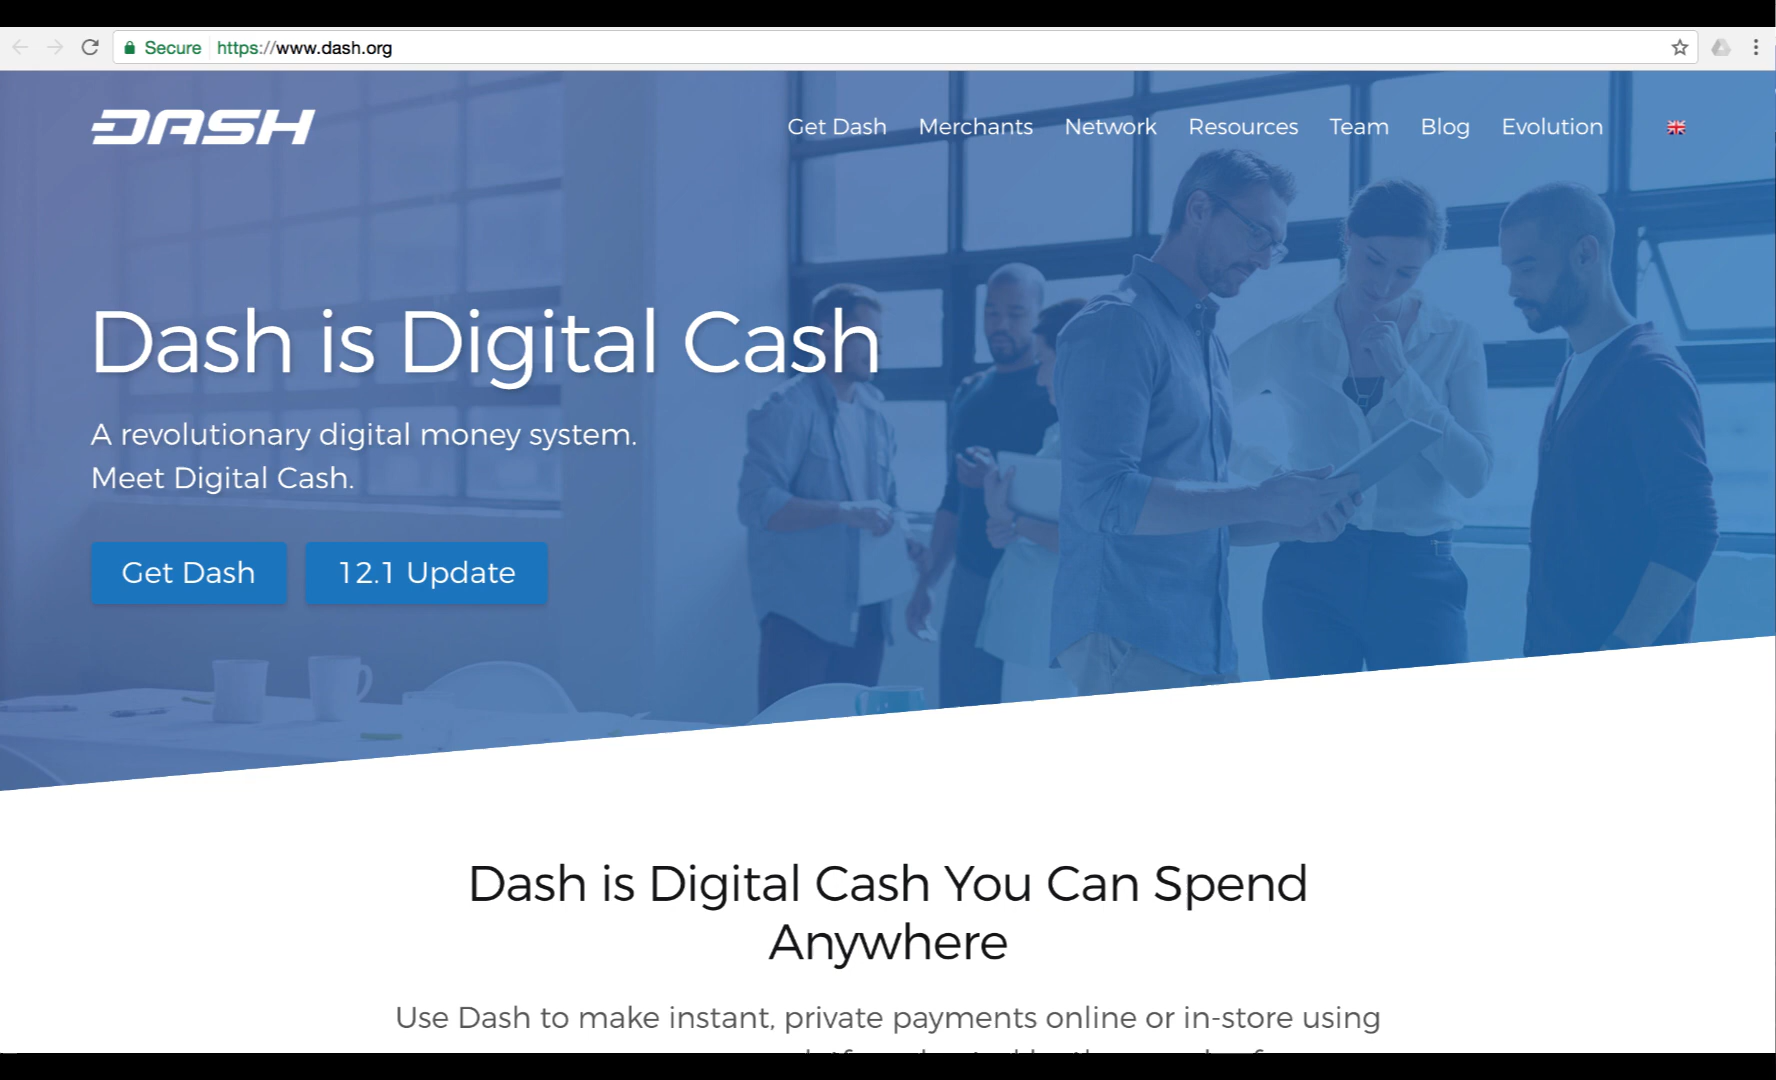 Secure https://www.dash.org
DASH
Get Dash Merchants Network Resources Team Blog Evolution
Dash is Digital Cash
A revolutionary digital money system.
Meet Digital Cash.
Get Dash 12.1 Update
Dash is Digital Cash You Can Spend
Anywhere
Use Dash to make instant, private payments online or in-store using